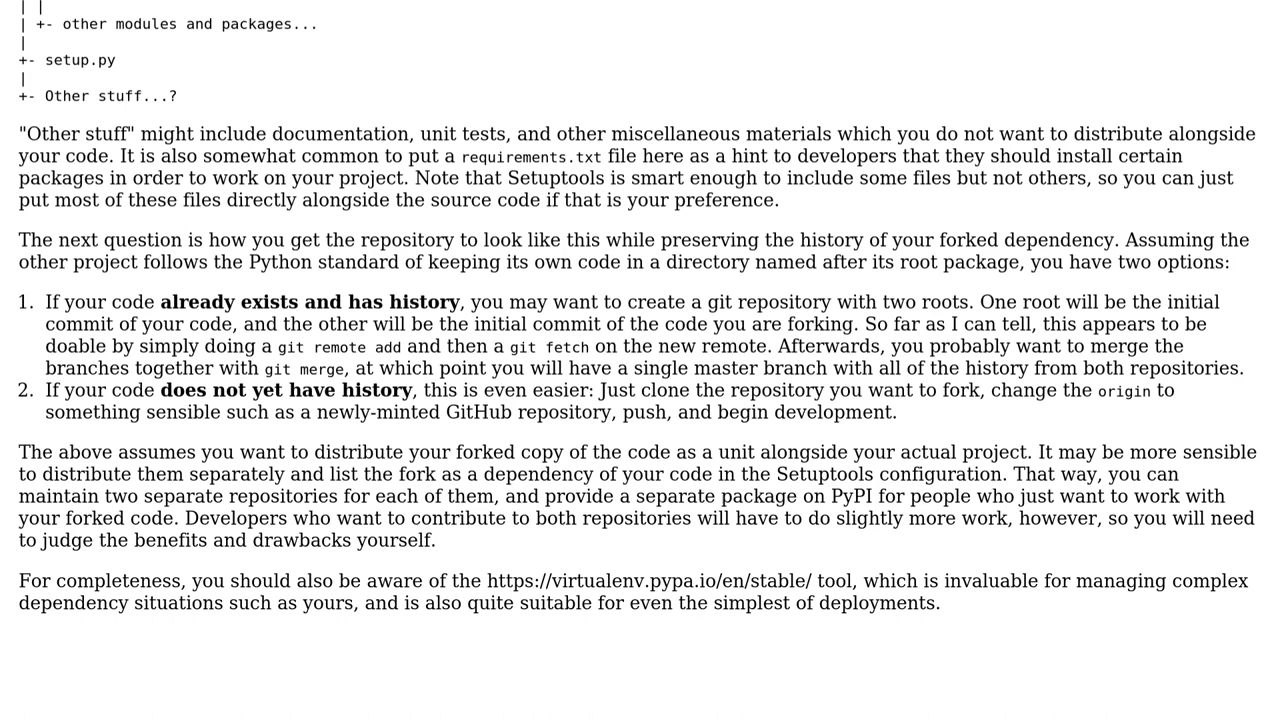 | |
| +- other modules and packages...
|
+- setup.py
|
+- Other stuff...?
"Other stuff" might include documentation, unit tests, and other miscellaneous materials which you do not want to distribute alongside
your code. It is also somewhat common to put a requirements.txt file here as a hint to developers that they should install certain
packages in order to work on your project. Note that Setuptools is smart enough to include some files but not others, so you can just
put most of these files directly alongside the source code if that is your preference.
The next question is how you get the repository to look like this while preserving the history of your forked dependency. Assuming the
other project follows the Python standard of keeping its own code in a directory named after its root package, you have two options:
1. If your code already exists and has history, you may want to create a git repository with two roots. One root will be the initial
commit of your code, and the other will be the initial commit of the code you are forking. So far as I can tell, this appears to be
doable by simply doing a git remote add and then a git fetch on the new remote. Afterwards, you probably want to merge the
branches together with git merge, at which point you will have a single master branch with all of the history from both repositories.
2. If your code does not yet have history, this is even easier: Just clone the repository you want to fork, change the origin to
something sensible such as a newly-minted GitHub repository, push, and begin development.
The above assumes you want to distribute your forked copy of the code as a unit alongside your actual project. It may be more sensible
to distribute them separately and list the fork as a dependency of your code in the Setuptools configuration. That way, you can
maintain two separate repositories for each of them, and provide a separate package on PyPI for people who just want to work with
your forked code. Developers who want to contribute to both repositories will have to do slightly more work, however, so you will need
to judge the benefits and drawbacks yourself.
For completeness, you should also be aware of the https://virtualenv.pypa.io/en/stable/ tool, which is invaluable for managing complex
dependency situations such as yours, and is also quite suitable for even the simplest of deployments.